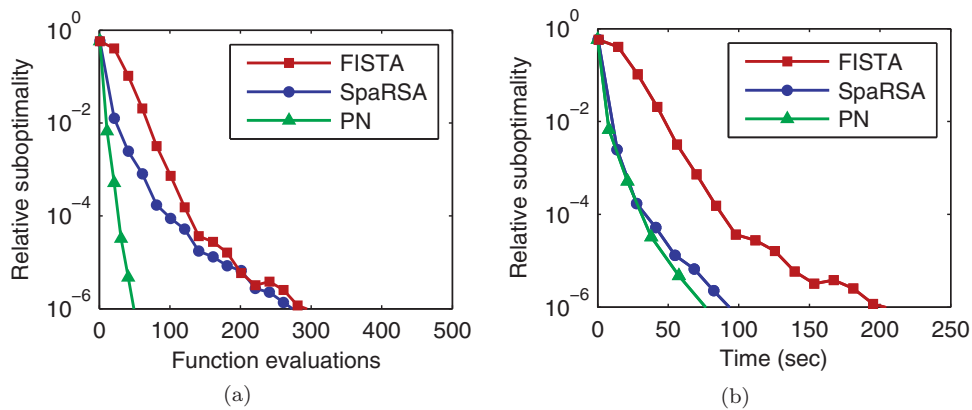 10^0
10^-2
10^-4
10^-6
Relative suboptimality
FISTA
SpaRSA
PN
0 100 200 300 400 500
Function evaluations
(a)
10^0
10^-2
10^-4
10^-6
Relative suboptimality
FISTA
SpaRSA
PN
0 50 100 150 200 250
Time (sec)
(b)